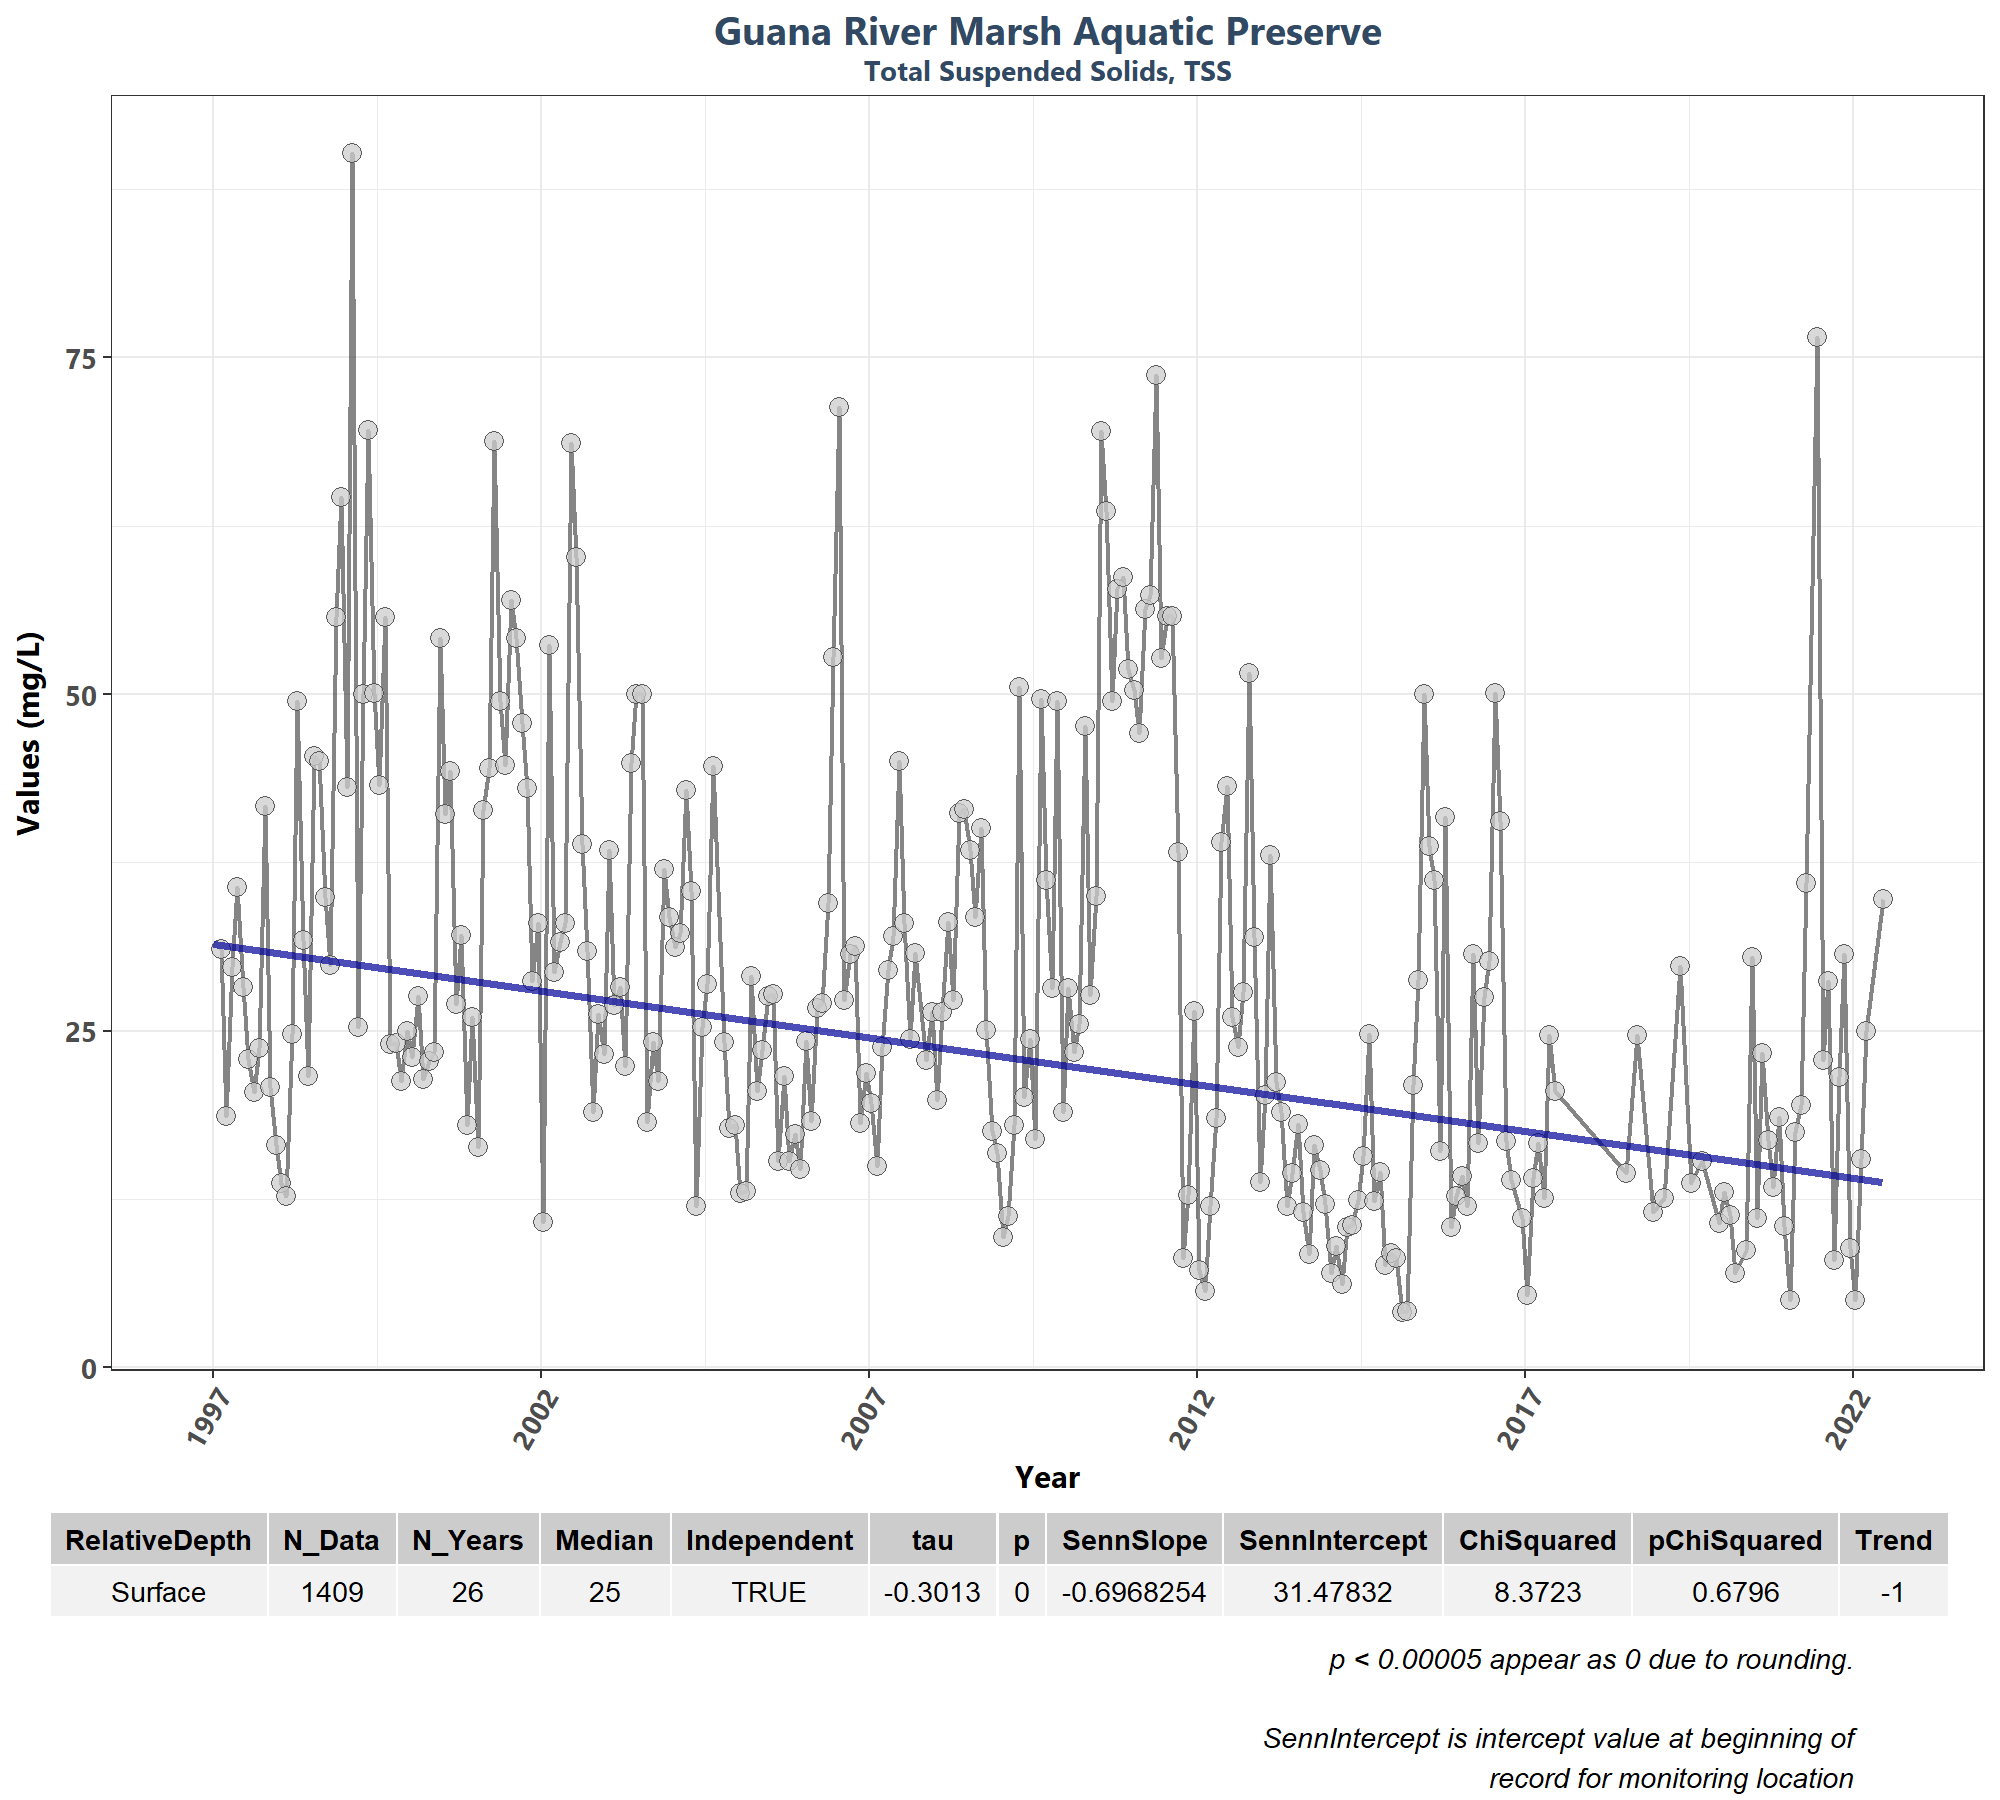 Guana River Marsh Aquatic Preserve
Total Suspended Solids, TSS
Values (mg/L)
75
50
25
0
1997 2002 2007 2012 2017 2022
Year
RelativeDepth N_Data N_Years Median Independent tau p SennSlope SennIntercept ChiSquared pChiSquared Trend
Surface 1409 26 25 TRUE -0.3013 0 -0.6968254 31.47832 8.3723 0.6796 -1
p < 0.00005 appear as 0 due to rounding.
SennIntercept is intercept value at beginning of
record for monitoring location